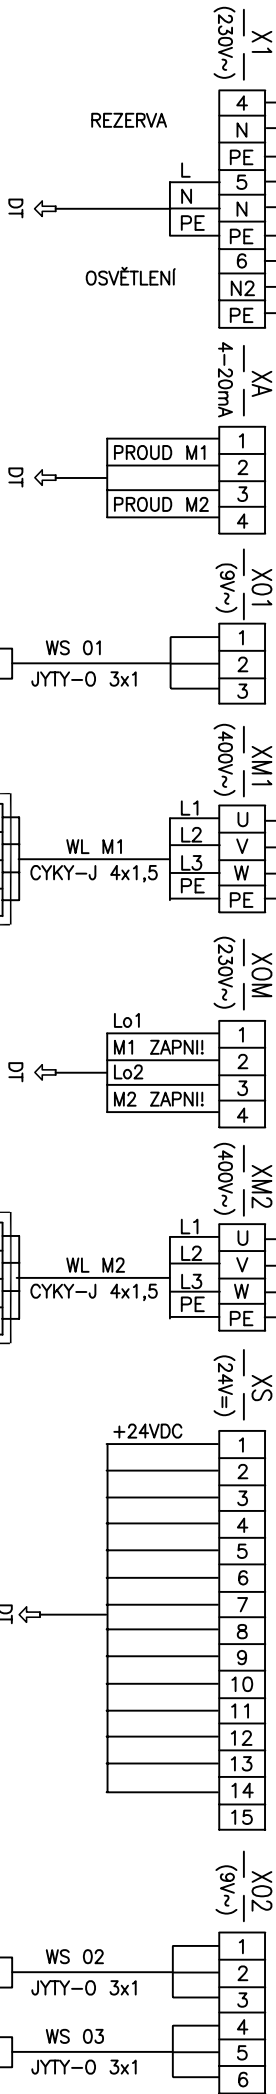 X1
(230V~)
4
N
PE
5
N
PE
6
N2
PE
REZERVA
L
N
PE
DT
OSVĚTLENÍ
XA
4-20mA
1
2
3
4
PROUD M1
PROUD M2
DT
XO1
(9V~)
1
2
3
WS 01
JYTY-O 3x1
XM1
(400V~)
U
V
W
PE
L1
L2
L3
PE
WL M1
CYKY-J 4x1,5
XOM
(230V~)
1
2
3
4
Lo1
M1 ZAPNI!
Lo2
M2 ZAPNI!
DT
XM2
(400V~)
U
V
W
PE
L1
L2
L3
PE
WL M2
CYKY-J 4x1,5
XS
(24V=)
+24VDC
1
2
3
4
5
6
7
8
9
10
11
12
13
14
15
DT
XO2
(9V~)
1
2
3
4
5
6
WS 02
JYTY-O 3x1
WS 03
JYTY-O 3x1